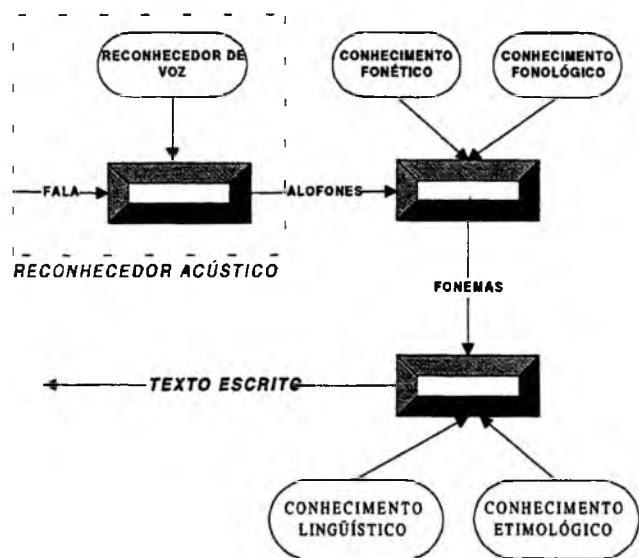 RECONHECEDOR DE
VOZ
CONHECIMENTO
FONÉTICO
CONHECIMENTO
FONOLÓGICO
FALA
ALOFONES
RECONHECEDOR ACÚSTICO
FONEMAS
TEXTO ESCRITO
CONHECIMENTO
LINGÜÍSTICO
CONHECIMENTO
ETIMOLÓGICO